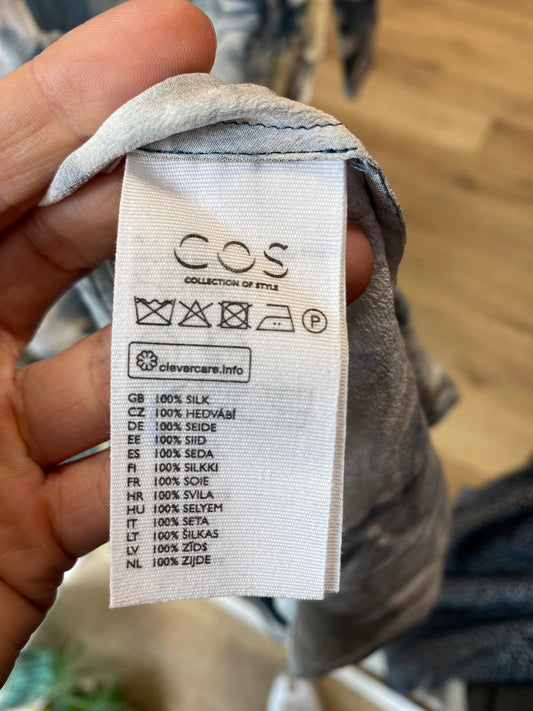 COS
COLLECTION OF STYLE
P
clevercare.info
GB 100% SILK
CZ 100% HEDVÁBÍ
DE 100% SEIDE
EE 100% SIID
ES 100% SEDA
FI 100% SILKKI
FR 100% SOIE
HR 100% SVILA
HU 100% SELYEM
IT 100% SETA
LT 100% ŠILKAS
LV 100% ZĪDS
NL 100% ZIJDE